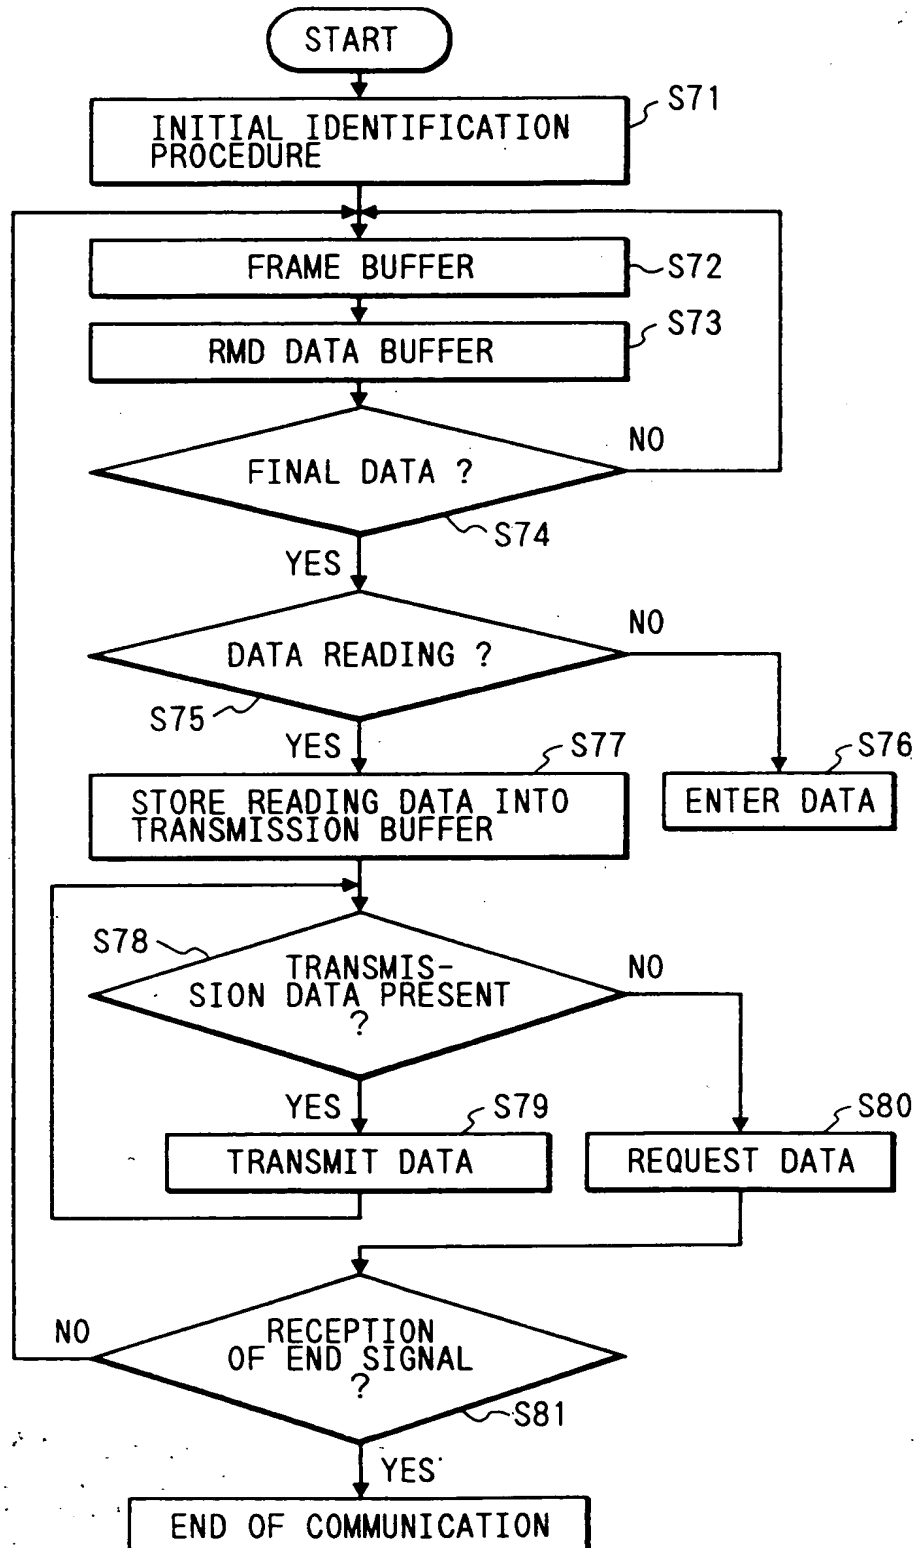 START
S71
INITIAL IDENTIFICATION
PROCEDURE
FRAME BUFFER
S72
S73
RMD DATA BUFFER
NO
FINAL DATA ?
S74
YES
NO
DATA READING ?
S75
YES
S77
S76
STORE READING DATA INTO
TRANSMISSION BUFFER
ENTER DATA
S78
TRANSMIS-
SION DATA PRESENT
?
NO
YES
S79
S80
TRANSMIT DATA
REQUEST DATA
NO
RECEPTION
OF END SIGNAL
?
S81
YES
END OF COMMUNICATION